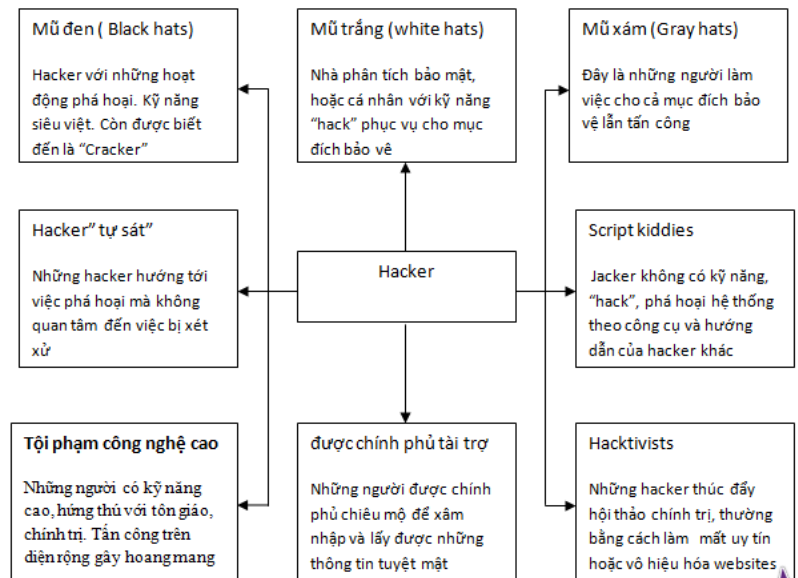 Mũ đen ( Black hats)
Hacker với những hoạt
động phá hoại. Kỹ năng
siêu việt. Còn được biết
đến là “Cracker”
Mũ trắng (white hats)
Nhà phân tích bảo mật,
hoặc cá nhân với kỹ năng
“hack” phục vụ cho mục
đích bảo vê
Mũ xám (Gray hats)
Đây là những người làm
việc cho cả mục đích bảo
vệ lẫn tấn công
Hacker” tự sát”
Những hacker hướng tới
việc phá hoại mà không
quan tâm đến việc bị xét
xử
Hacker
Script kiddies
Jacker không có kỹ năng,
“hack”, phá hoại hệ thống
theo công cụ và hướng
dẫn của hacker khác
Tội phạm công nghệ cao
Những người có kỹ năng
cao, hứng thú với tôn giáo,
chính trị. Tấn công trên
diện rộng gây hoang mang
được chính phủ tài trợ
Những người được chính
phủ chiêu mộ để xâm
nhập và lấy được những
thông tin tuyệt mật
Hacktivists
Những hacker thúc đẩy
hội thảo chính trị, thường
bằng cách làm mất uy tín
hoặc vô hiệu hóa websites